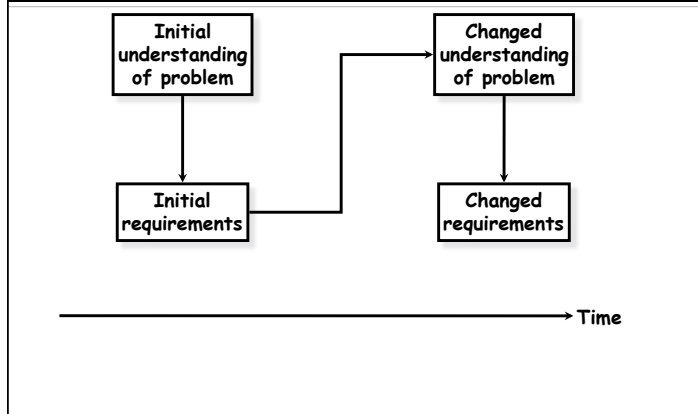 Initial
understanding
of problem
Changed
understanding
of problem
Initial
requirements
Changed
requirements
Time